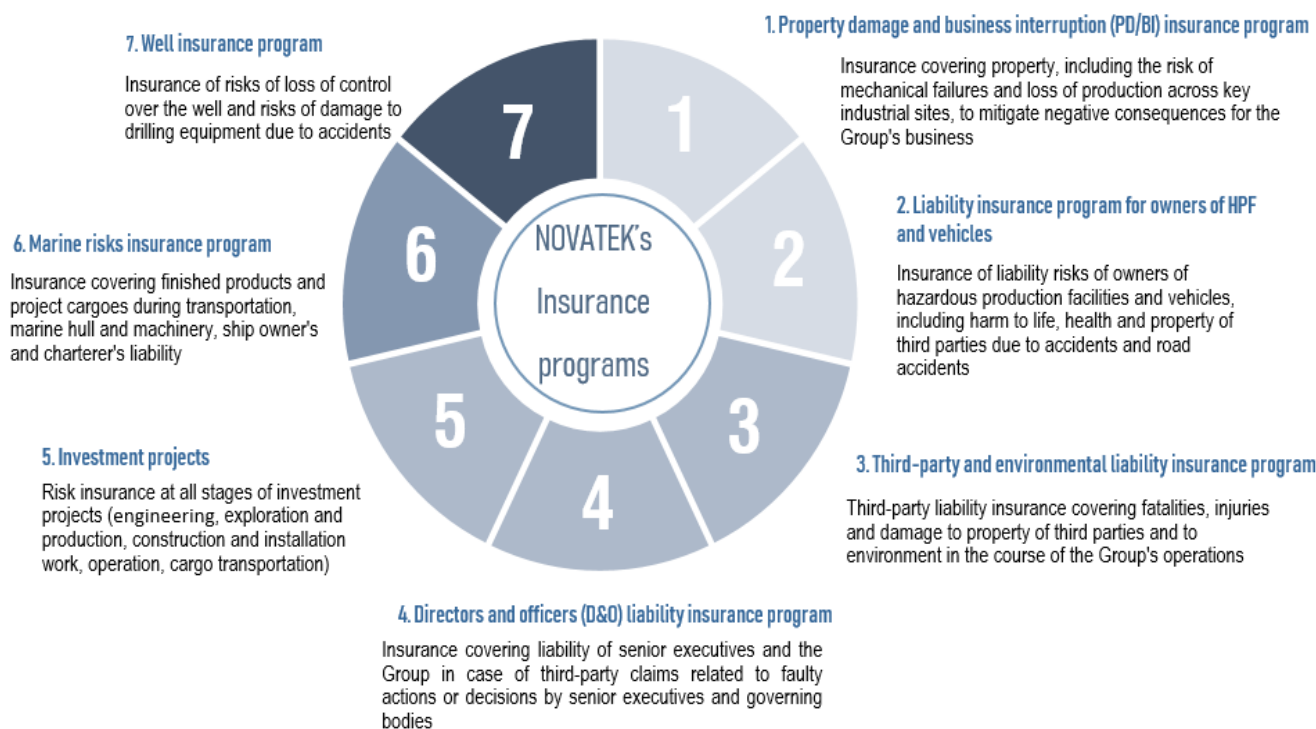 1. Property damage and business interruption (PD/BI) insurance program
Insurance covering property, including the risk of
mechanical failures and loss of production across key
industrial sites, to mitigate negative consequences for the
Group's business
2. Liability insurance program for owners of HPF
and vehicles
Insurance of liability risks of owners of
hazardous production facilities and vehicles,
including harm to life, health and property of
third parties due to accidents and road
accidents
3. Third-party and environmental liability insurance program
Third-party liability insurance covering fatalities, injuries
and damage to property of third parties and to
environment in the course of the Group's operations
4. Directors and officers (D&O) liability insurance program
Insurance covering liability of senior executives and the
Group in case of third-party claims related to faulty
actions or decisions by senior executives and governing
bodies
5. Investment projects
Risk insurance at all stages of investment
projects (engineering, exploration and
production, construction and installation
work, operation, cargo transportation)
6. Marine risks insurance program
Insurance covering finished products and
project cargoes during transportation,
marine hull and machinery, ship owner's
and charterer's liability
7. Well insurance program
Insurance of risks of loss of control
over the well and risks of damage to
drilling equipment due to accidents
NOVATEK's
Insurance
programs
1
2
3
4
5
6
7